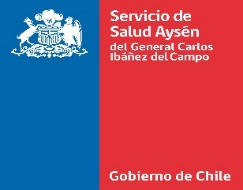 Servicio de
Salud Aysén
del General Carlos
Ibáñez del Campo
Gobierno de Chile